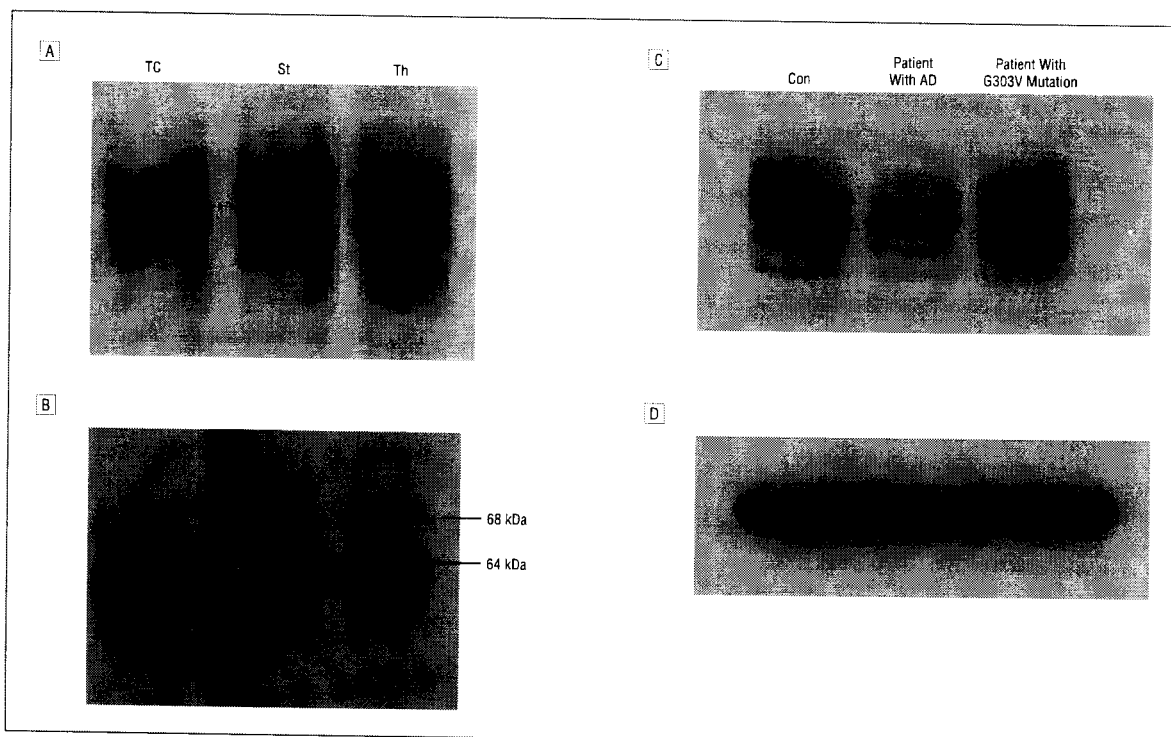 A
TC St Th
B
68 kDa
64 kDa
C
Con
Patient
With AD
Patient With
G303V Mutation
D